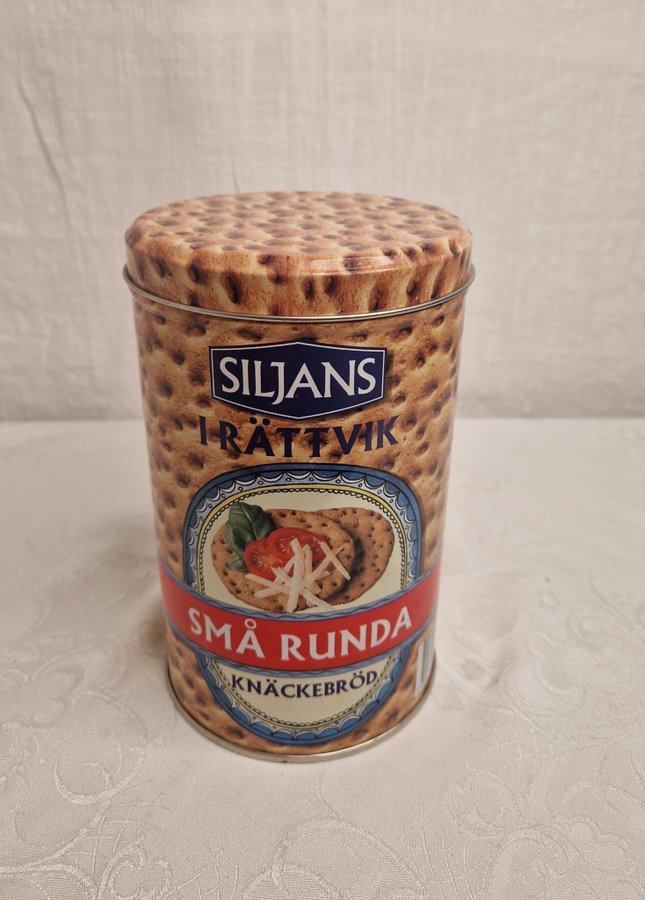 SILJANS
I RÄTTVIK
SMÅ RUNDA
KNÄCKEBRÖD